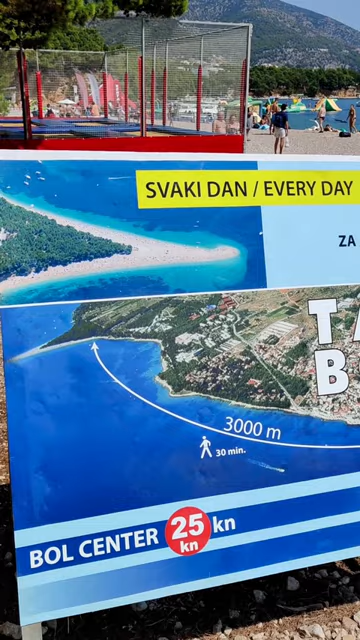 SVAKI DAN / EVERY DAY
ZA
T
B
3000 m
30 min.
BOL CENTER 25 kn kn